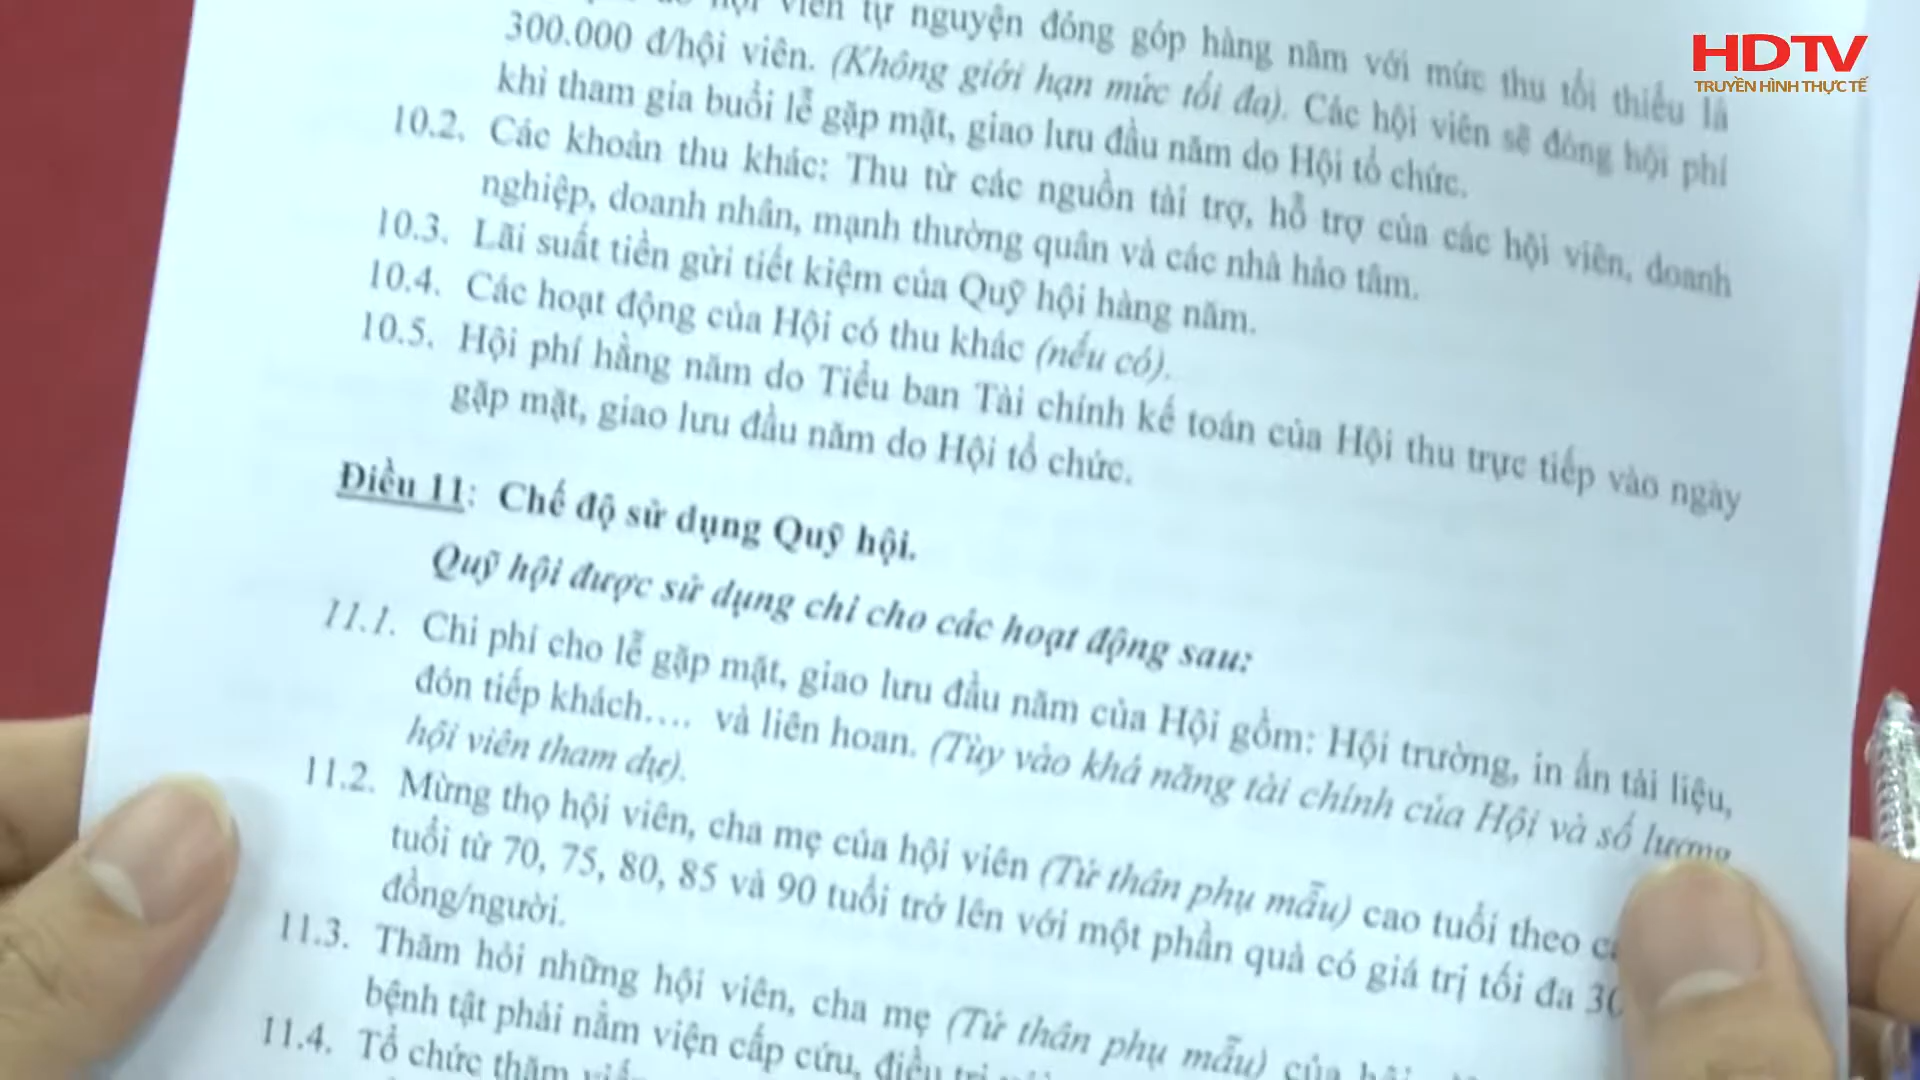 HDTV
TRUYỀN HÌNH THỰC TẾ
hội viên tự nguyện đóng góp hàng năm với mức thu tối thiểu là
300.000 đ/hội viên. (Không giới hạn mức tối đa). Các hội viên sẽ đóng hội phí
khi tham gia buổi lễ gặp mặt, giao lưu đầu năm do Hội tổ chức.
10.2. Các khoản thu khác: Thu từ các nguồn tài trợ, hỗ trợ của các hội viên, doanh
nghiệp, doanh nhân, mạnh thường quân và các nhà hảo tâm.
10.3. Lãi suất tiền gửi tiết kiệm của Quỹ hội hàng năm.
10.4. Các hoạt động của Hội có thu khác (nếu có).
10.5. Hội phí hằng năm do Tiểu ban Tài chính kế toán của Hội thu trực tiếp vào ngày
gặp mặt, giao lưu đầu năm do Hội tổ chức.
Điều 11: Chế độ sử dụng Quỹ hội.
Quỹ hội được sử dụng chi cho các hoạt động sau:
11.1. Chi phí cho lễ gặp mặt, giao lưu đầu năm của Hội gồm: Hội trường, in ấn tài liệu,
đón tiếp khách.... và liên hoan. (Tùy vào khả năng tài chính của Hội và số lượng
hội viên tham dự).
11.2. Mừng thọ hội viên, cha mẹ của hội viên (Tứ thân phụ mẫu) cao tuổi theo
tuổi từ 70, 75, 80, 85 và 90 tuổi trở lên với một phần quà có giá trị tối đa 30
đồng/người.
11.3. Thăm hỏi những hội viên, cha mẹ (Tứ thân phụ mẫu) của
bệnh tật phải nằm viện cấp cứu, điều trị
11.4. Tổ chức thăm